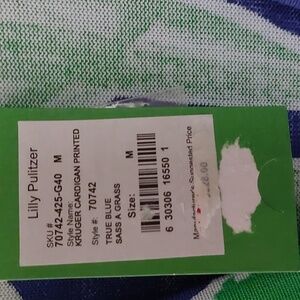 Lilly Pulitzer
SKU #
70742-425-G40 M
Style Name:
KRUGER CARDIGAN PRINTED
Style #: 70742
TRUE BLUE
SASS A GRASS
Size: M
6 30306 16550 1
Manufacturer's Suggested Price